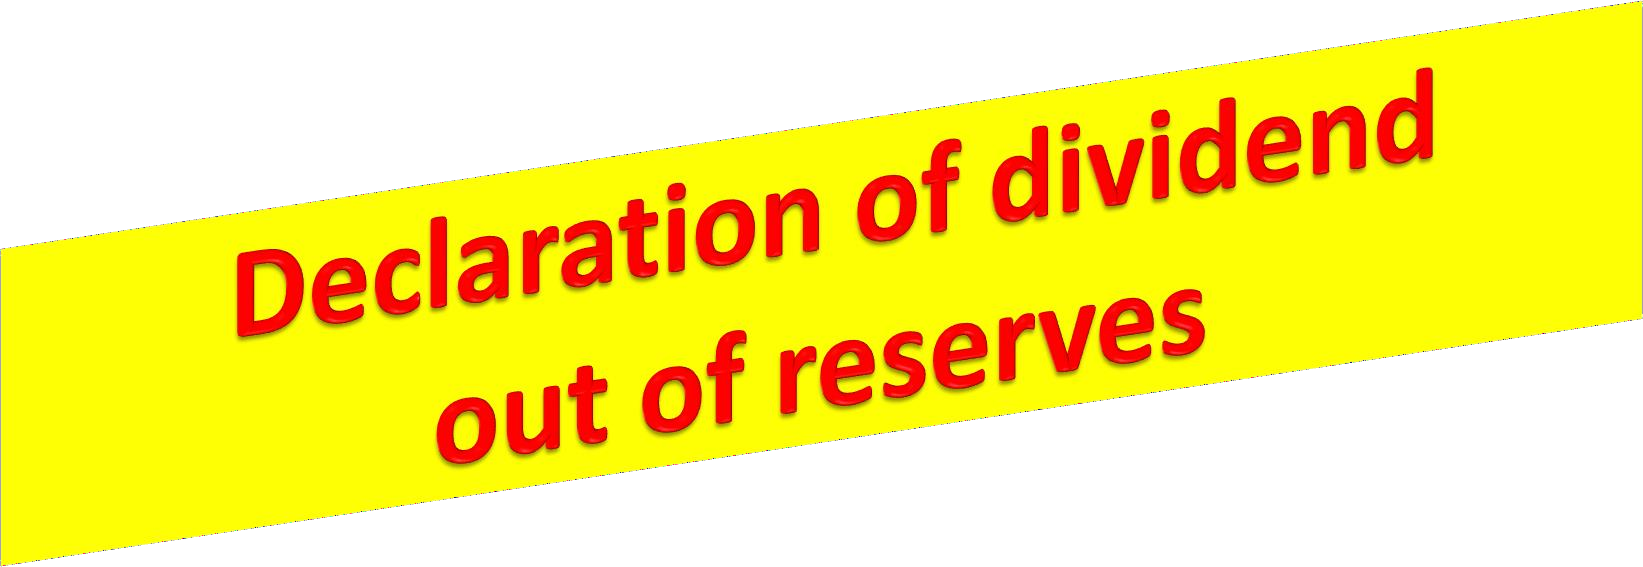 Declaration of dividend
out of reserves